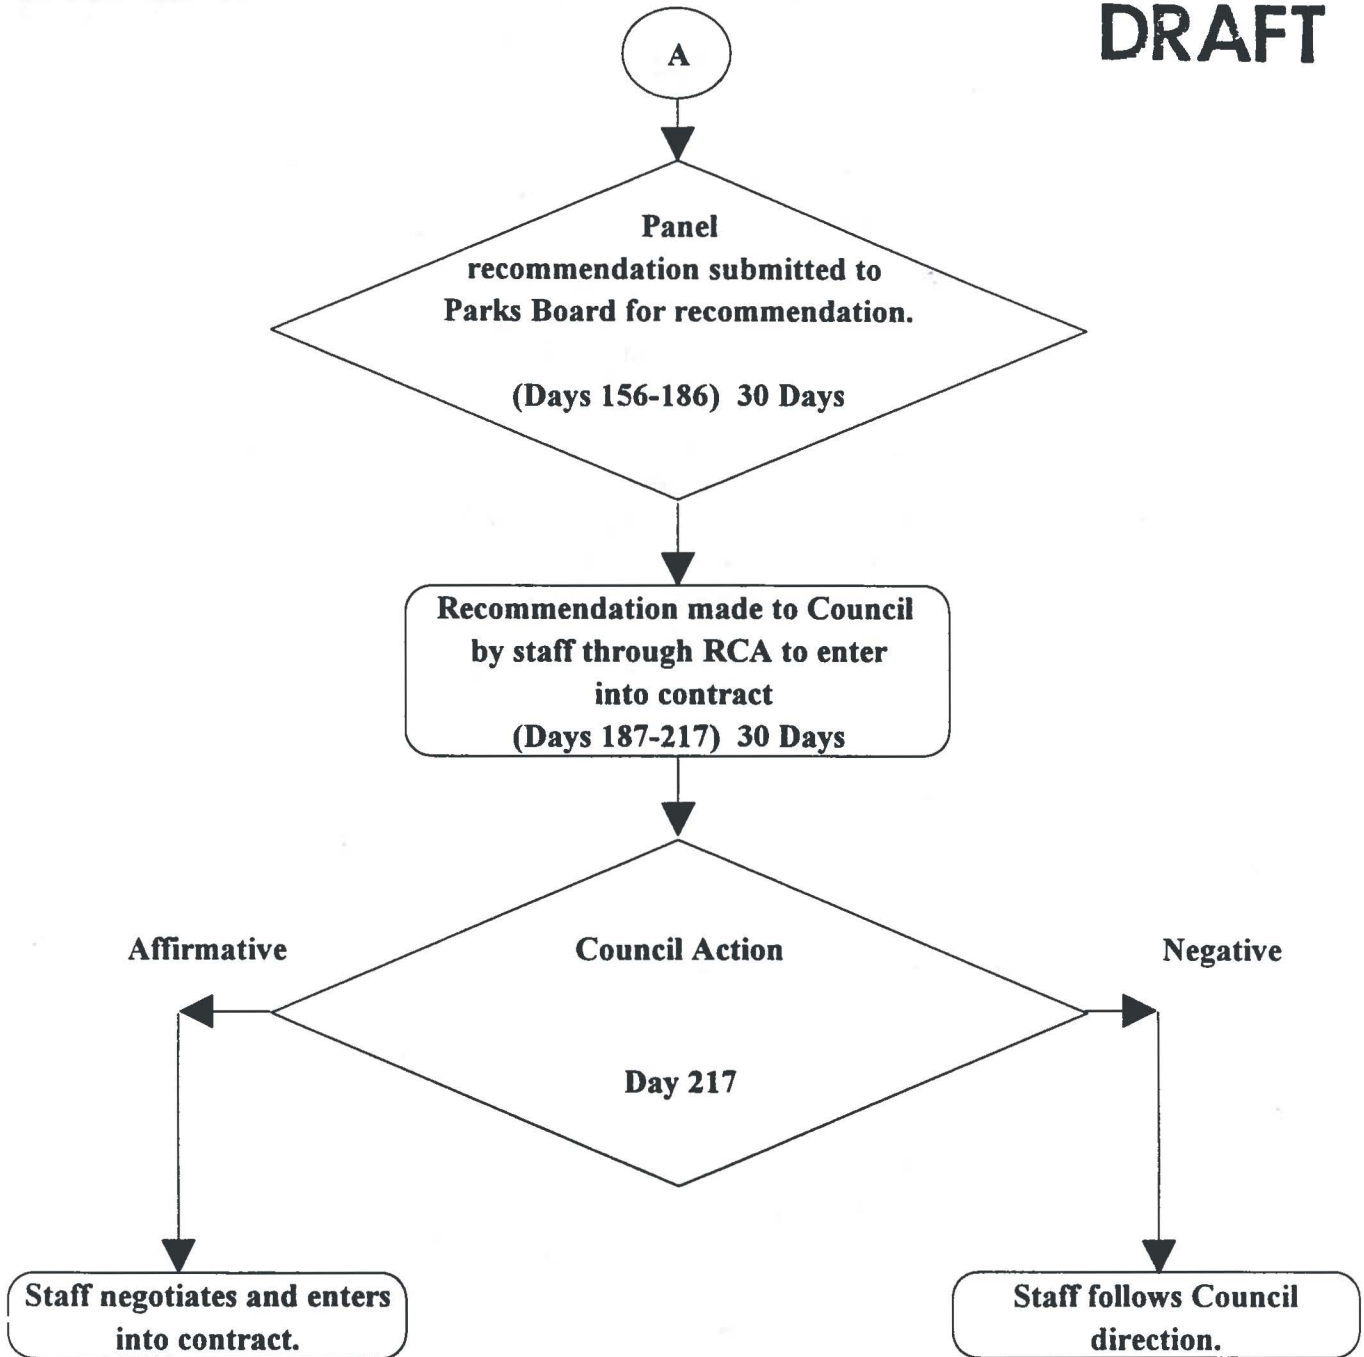 DRAFT
A
Panel
recommendation submitted to
Parks Board for recommendation.
(Days 156-186) 30 Days
Recommendation made to Council
by staff through RCA to enter
into contract
(Days 187-217) 30 Days
Affirmative
Council Action
Negative
Day 217
Staff negotiates and enters
into contract.
Staff follows Council
direction.